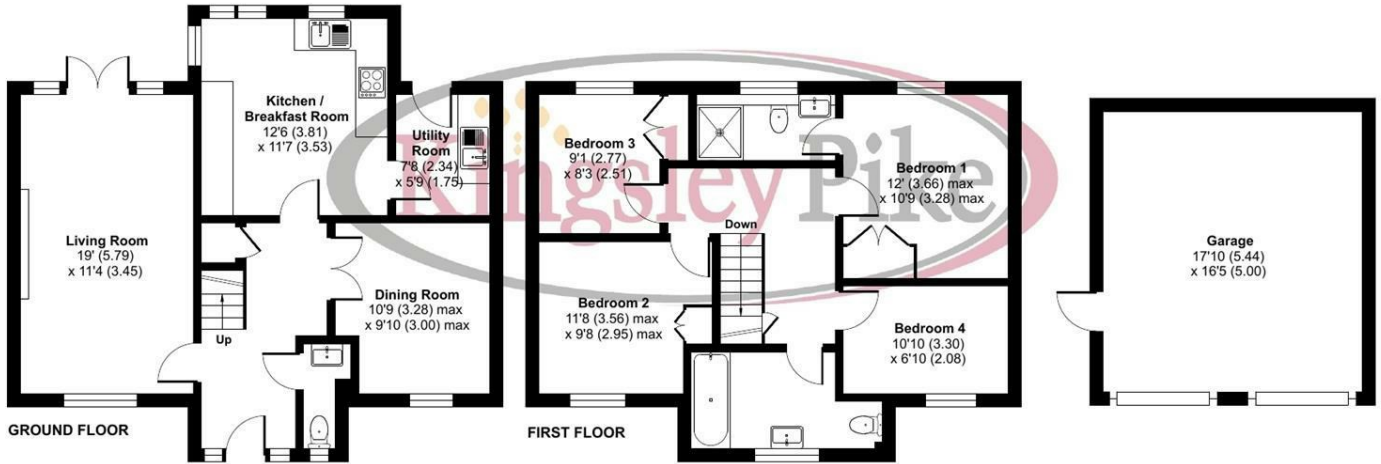 Kingsley Pike
Kitchen /
Breakfast Room
12'6 (3.81)
x 11'7 (3.53)
Utility
Room
7'8 (2.34)
x 5'9 (1.75)
Living Room
19' (5.79)
x 11'4 (3.45)
Dining Room
10'9 (3.28) max
x 9'10 (3.00) max
Up
GROUND FLOOR
Bedroom 3
9'1 (2.77)
x 8'3 (2.51)
Bedroom 1
12' (3.66) max
x 10'9 (3.28) max
Down
Bedroom 2
11'8 (3.56) max
x 9'8 (2.95) max
Bedroom 4
10'10 (3.30)
x 6'10 (2.08)
FIRST FLOOR
Garage
17'10 (5.44)
x 16'5 (5.00)